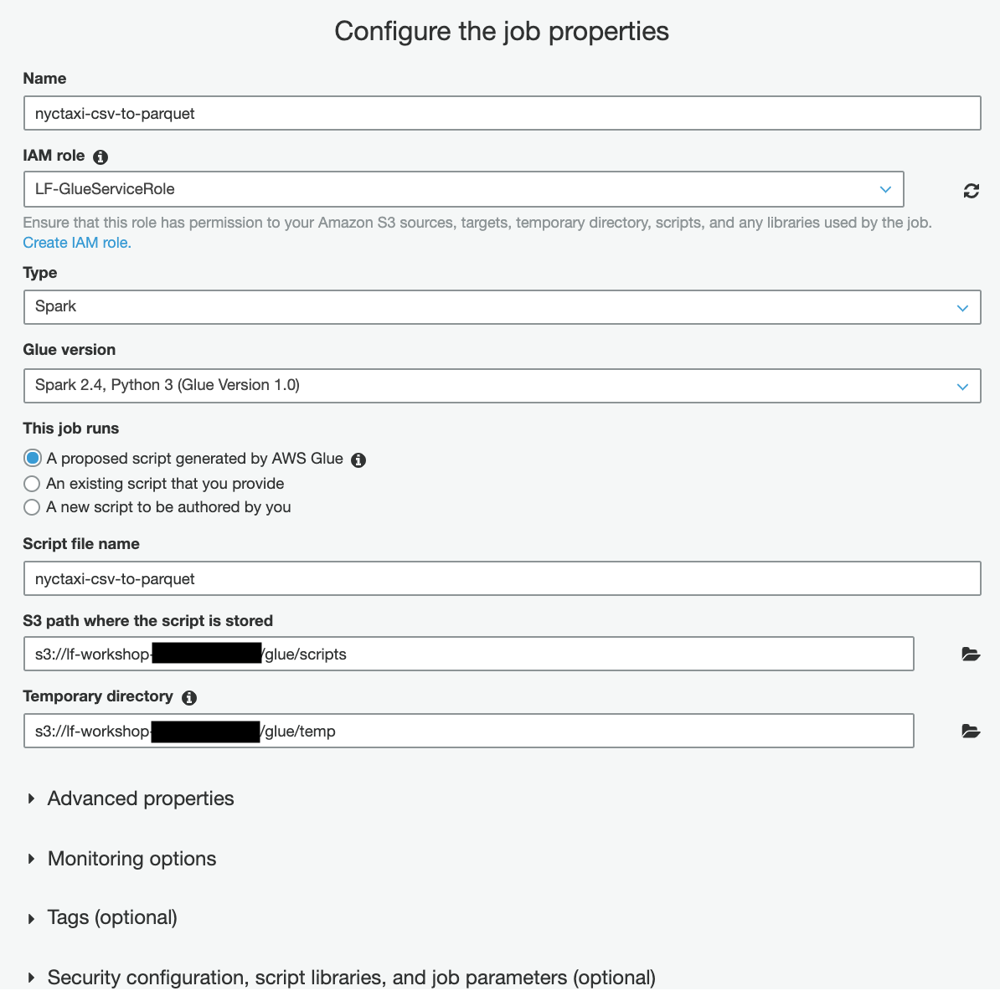 Configure the job properties
Name
nyctaxi-csv-to-parquet
IAM role
LF-GlueServiceRole
Ensure that this role has permission to your Amazon S3 sources, targets, temporary directory, scripts, and any libraries used by the job.
Create IAM role.
Type
Spark
Glue version
Spark 2.4, Python 3 (Glue Version 1.0)
This job runs
A proposed script generated by AWS Glue
An existing script that you provide
A new script to be authored by you
Script file name
nyctaxi-csv-to-parquet
S3 path where the script is stored
s3://lf-workshop- /glue/scripts
Temporary directory
s3://lf-workshop- /glue/temp
Advanced properties
Monitoring options
Tags (optional)
Security configuration, script libraries, and job parameters (optional)